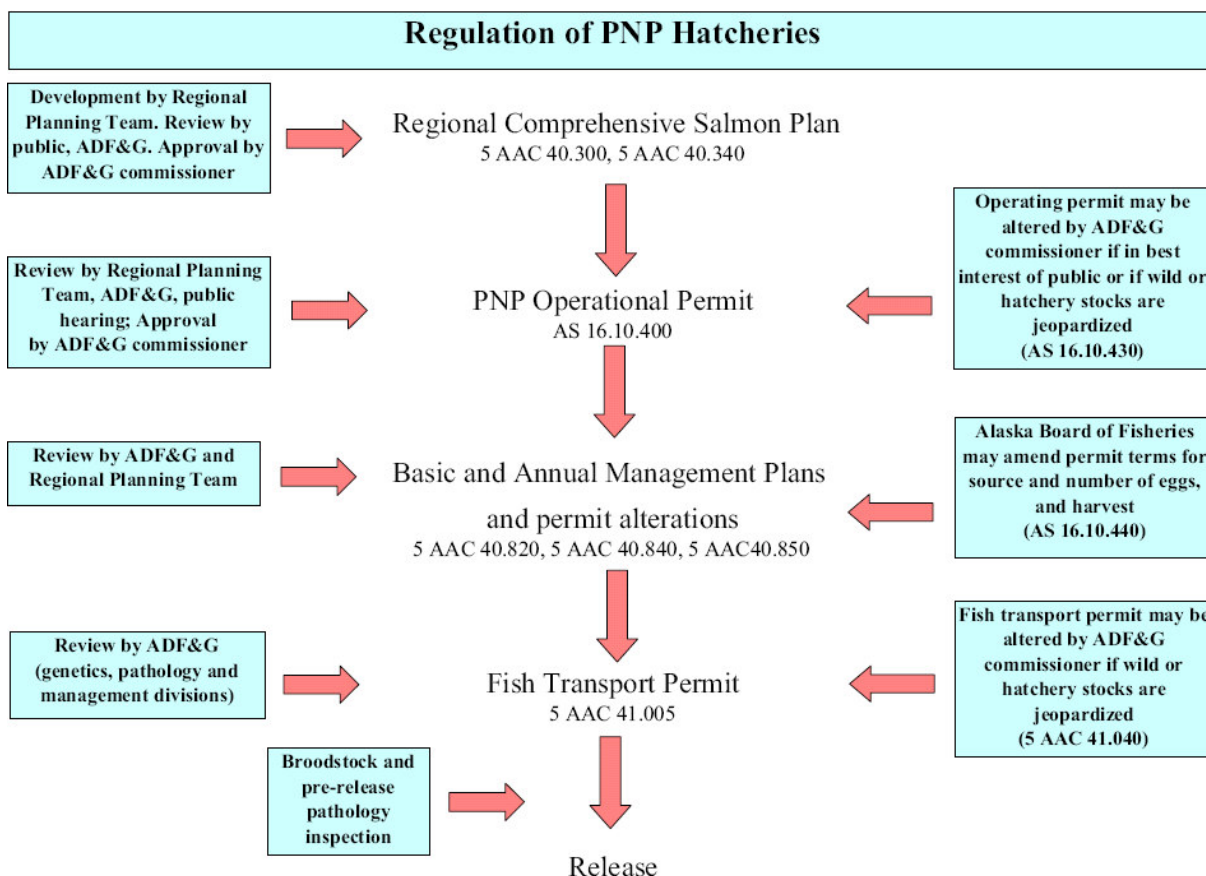 Regulation of PNP Hatcheries
Development by Regional
Planning Team. Review by
public, ADF&G. Approval by
ADF&G commissioner
Regional Comprehensive Salmon Plan
5 AAC 40.300, 5 AAC 40.340
Operating permit may be
altered by ADF&G
commissioner if in best
interest of public or if wild or
hatchery stocks are
jeopardized
(AS 16.10.430)
Review by Regional Planning
Team, ADF&G, public
hearing; Approval
by ADF&G commissioner
PNP Operational Permit
AS 16.10.400
Review by ADF&G and
Regional Planning Team
Basic and Annual Management Plans
and permit alterations
5 AAC 40.820, 5 AAC 40.840, 5 AAC40.850
Alaska Board of Fisheries
may amend permit terms for
source and number of eggs,
and harvest
(AS 16.10.440)
Review by ADF&G
(genetics, pathology and
management divisions)
Fish Transport Permit
5 AAC 41.005
Fish transport permit may be
altered by ADF&G
commissioner if wild or
hatchery stocks are
jeopardized
(5 AAC 41.040)
Broodstock and
pre-release
pathology
inspection
Release